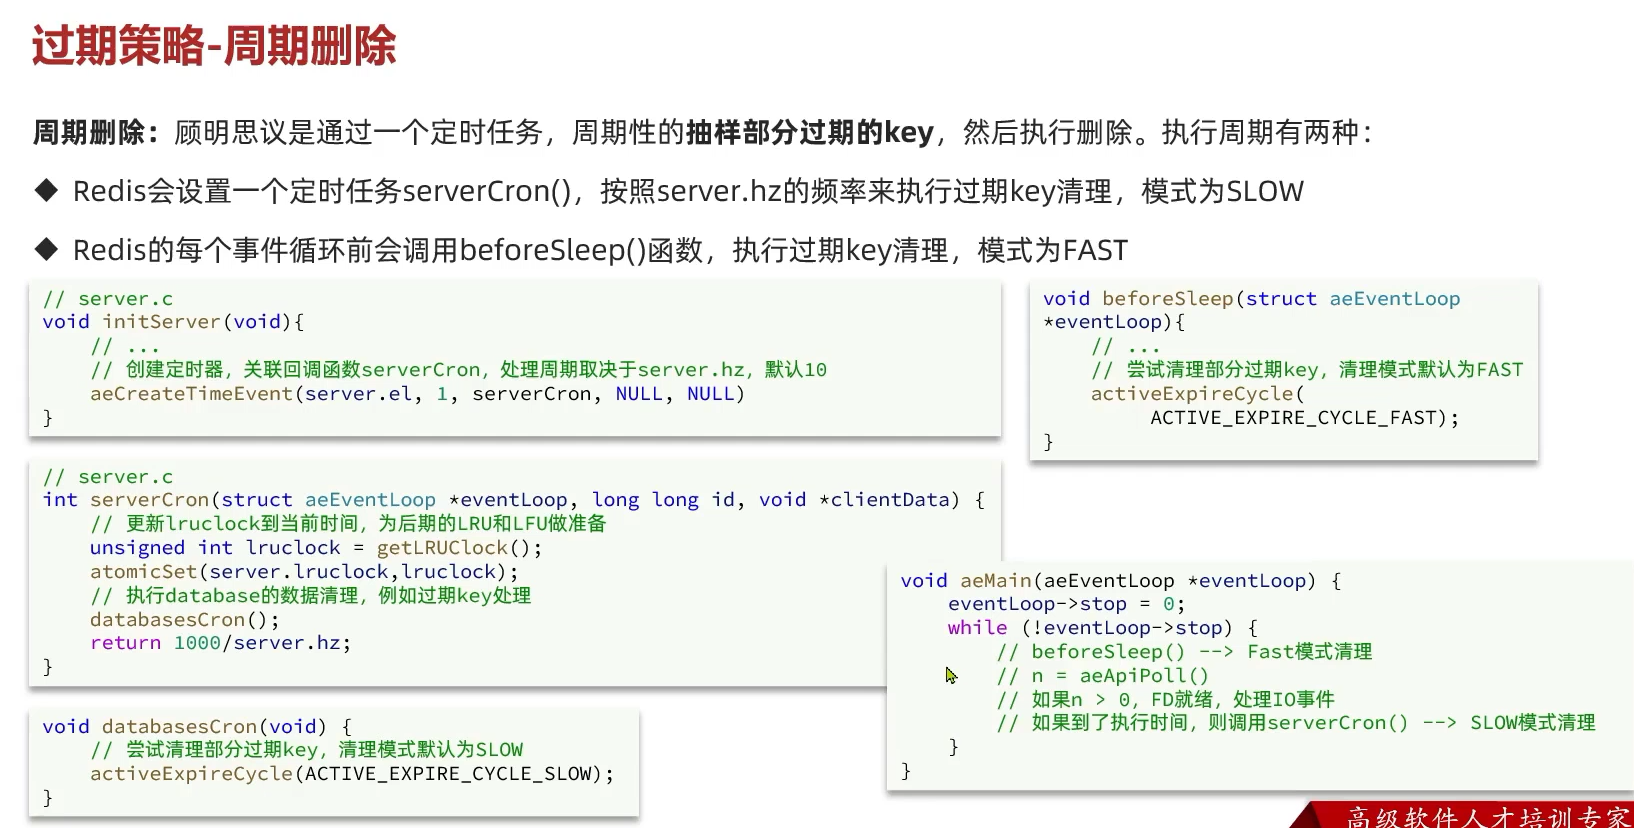 过期策略-周期删除
周期删除：顾明思议是通过一个定时任务，周期性的抽样部分过期的key，然后执行删除。执行周期有两种：
◆ Redis会设置一个定时任务serverCron()，按照server.hz的频率来执行过期key清理，模式为SLOW
◆ Redis的每个事件循环前会调用beforeSleep()函数，执行过期key清理，模式为FAST
// server.c
void initServer(void){
// ...
// 创建定时器，关联回调函数serverCron，处理周期取决于server.hz，默认10
aeCreateTimeEvent(server.el, 1, serverCron, NULL, NULL)
}
void beforeSleep(struct aeEventLoop
*eventLoop){
// ...
// 尝试清理部分过期key，清理模式默认为FAST
activeExpireCycle(
ACTIVE_EXPIRE_CYCLE_FAST);
}
// server.c
int serverCron(struct aeEventLoop *eventLoop, long long id, void *clientData) {
// 更新lruclock到当前时间，为后期的LRU和LFU做准备
unsigned int lruclock = getLRUClock();
atomicSet(server.lruclock,lruclock);
// 执行database的数据清理，例如过期key处理
databasesCron();
return 1000/server.hz;
}
void aeMain(aeEventLoop *eventLoop) {
eventLoop->stop = 0;
while (!eventLoop->stop) {
// beforeSleep() --> Fast模式清理
// n = aeApiPoll()
// 如果n > 0，FD就绪，处理IO事件
// 如果到了执行时间，则调用serverCron() --> SLOW模式清理
}
}
void databasesCron(void) {
// 尝试清理部分过期key，清理模式默认为SLOW
activeExpireCycle(ACTIVE_EXPIRE_CYCLE_SLOW);
}
高级软件人才培训专家